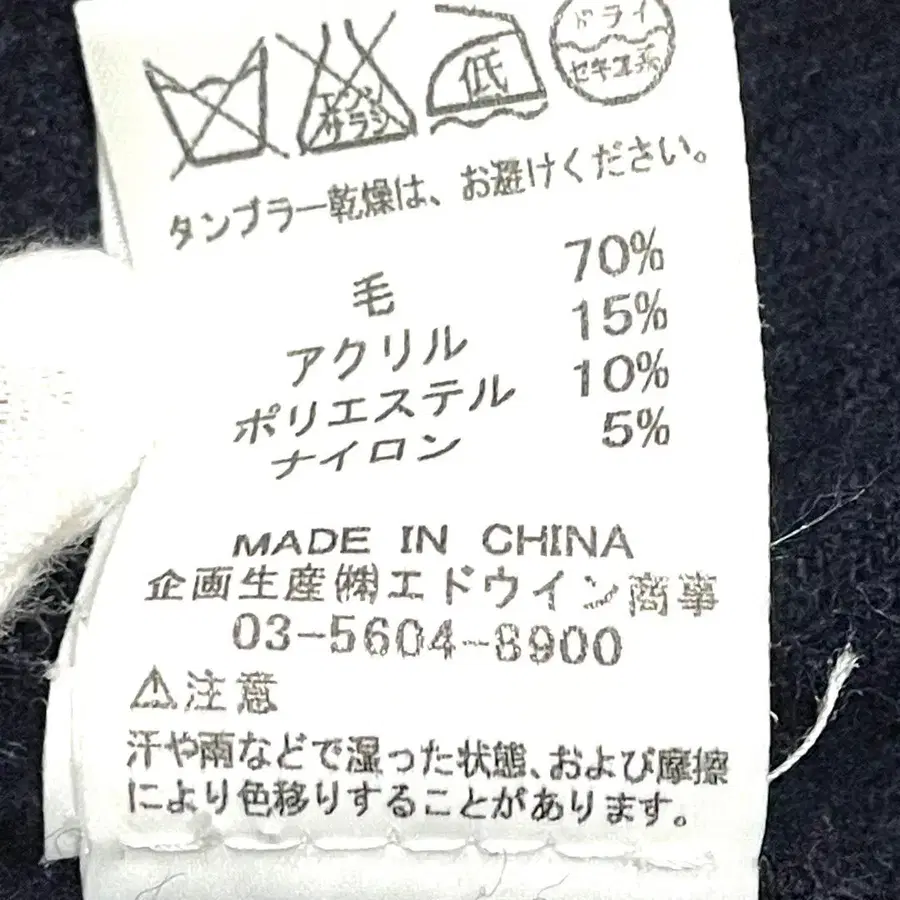 エンソ
サラシ
低
ドライ
セキユ系
タンブラー乾燥は、お避けください。
毛 70%
アクリル 15%
ポリエステル 10%
ナイロン 5%
MADE IN CHINA
企画生産㈱エドウイン商事
03-5604-8900
⚠注意
汗や雨などで湿った状態、および摩擦
により色移りすることがあります。